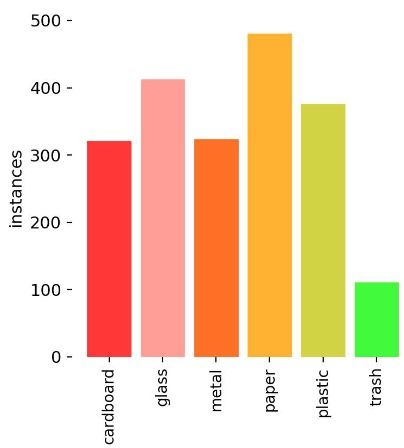 500
400
300
200
100
0
instances
cardboard
glass
metal
paper
plastic
trash